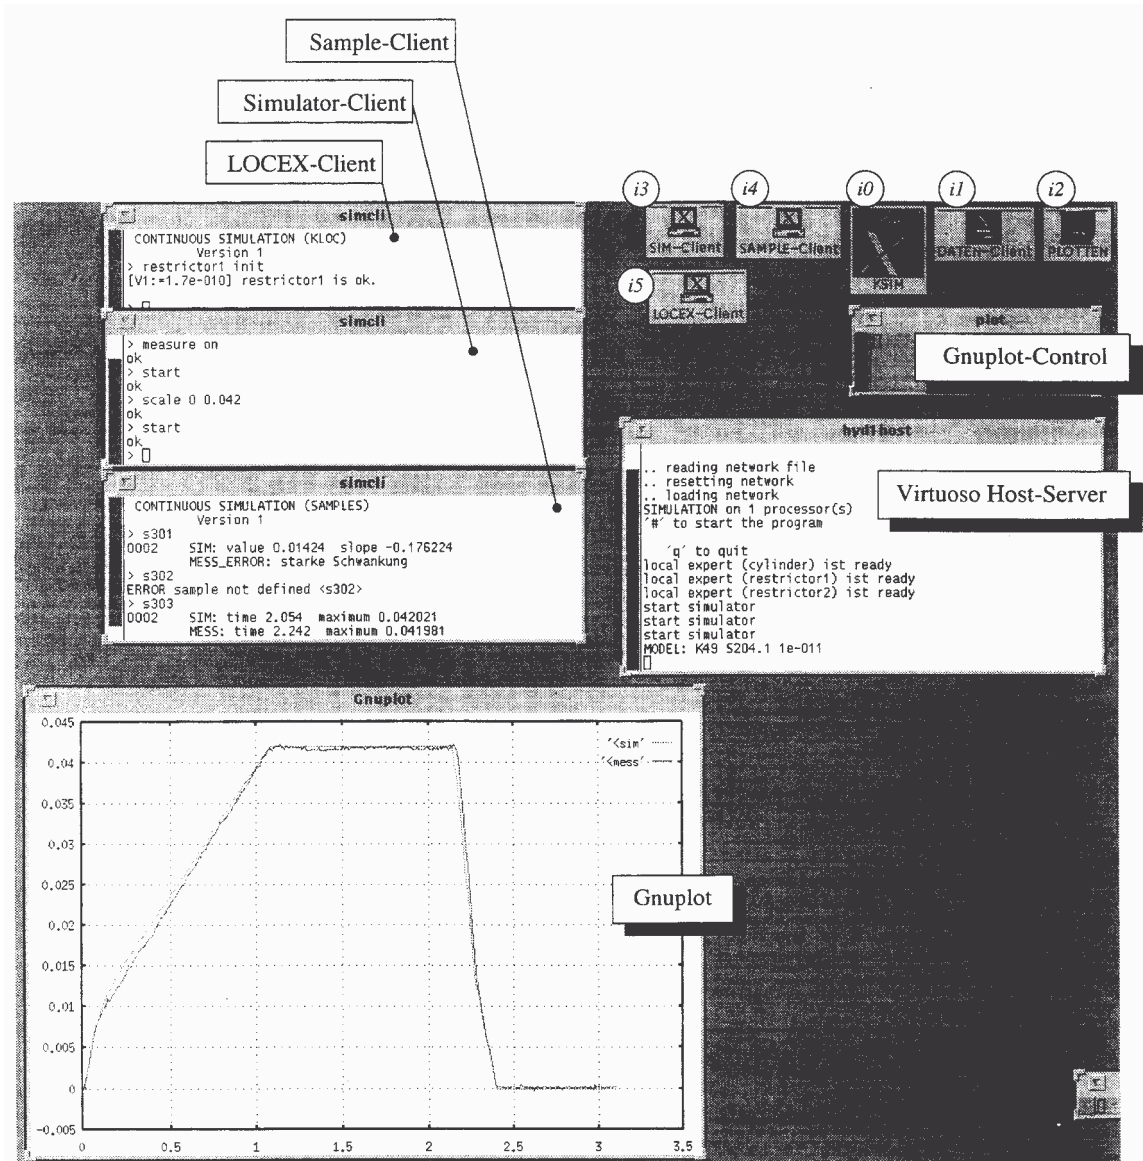 Sample-Client
Simulator-Client
LOCEX-Client
i3
i4
i0
i1
i2
simcli
CONTINUOUS SIMULATION (KLOC)
Version 1
> restrictor1 init
[V1:=1.7e-010] restrictor1 is ok.
>
SIM-Client
SAMPLE-Client
KSIM
DATEN-Client
PLOTTEN
i5
LOCEX-Client
simcli
> measure on
ok
> start
ok
> scale 0 0.042
ok
> start
ok
>
plot
Gnuplot-Control
hyd1host
.. reading network file
.. resetting network
.. loading network
SIMULATION on 1 processor(s)
'#' to start the program
'q' to quit
local expert (cylinder) ist ready
local expert (restrictor1) ist ready
local expert (restrictor2) ist ready
start simulator
start simulator
start simulator
MODEL: K49 S204.1 1e-011
Virtuoso Host-Server
simcli
CONTINUOUS SIMULATION (SAMPLES)
Version 1
> s301
0002 SIM: value 0.01424 slope -0.176224
MESS_ERROR: starke Schwankung
> s302
ERROR sample not defined <s302>
> s303
0002 SIM: time 2.054 maximum 0.042021
MESS: time 2.242 maximum 0.041981
Gnuplot
0.045
0.04
0.035
0.03
0.025
0.02
0.015
0.01
0.005
0
-0.005
'<sim'
'<mess'
Gnuplot
0 0.5 1 1.5 2 2.5 3 3.5